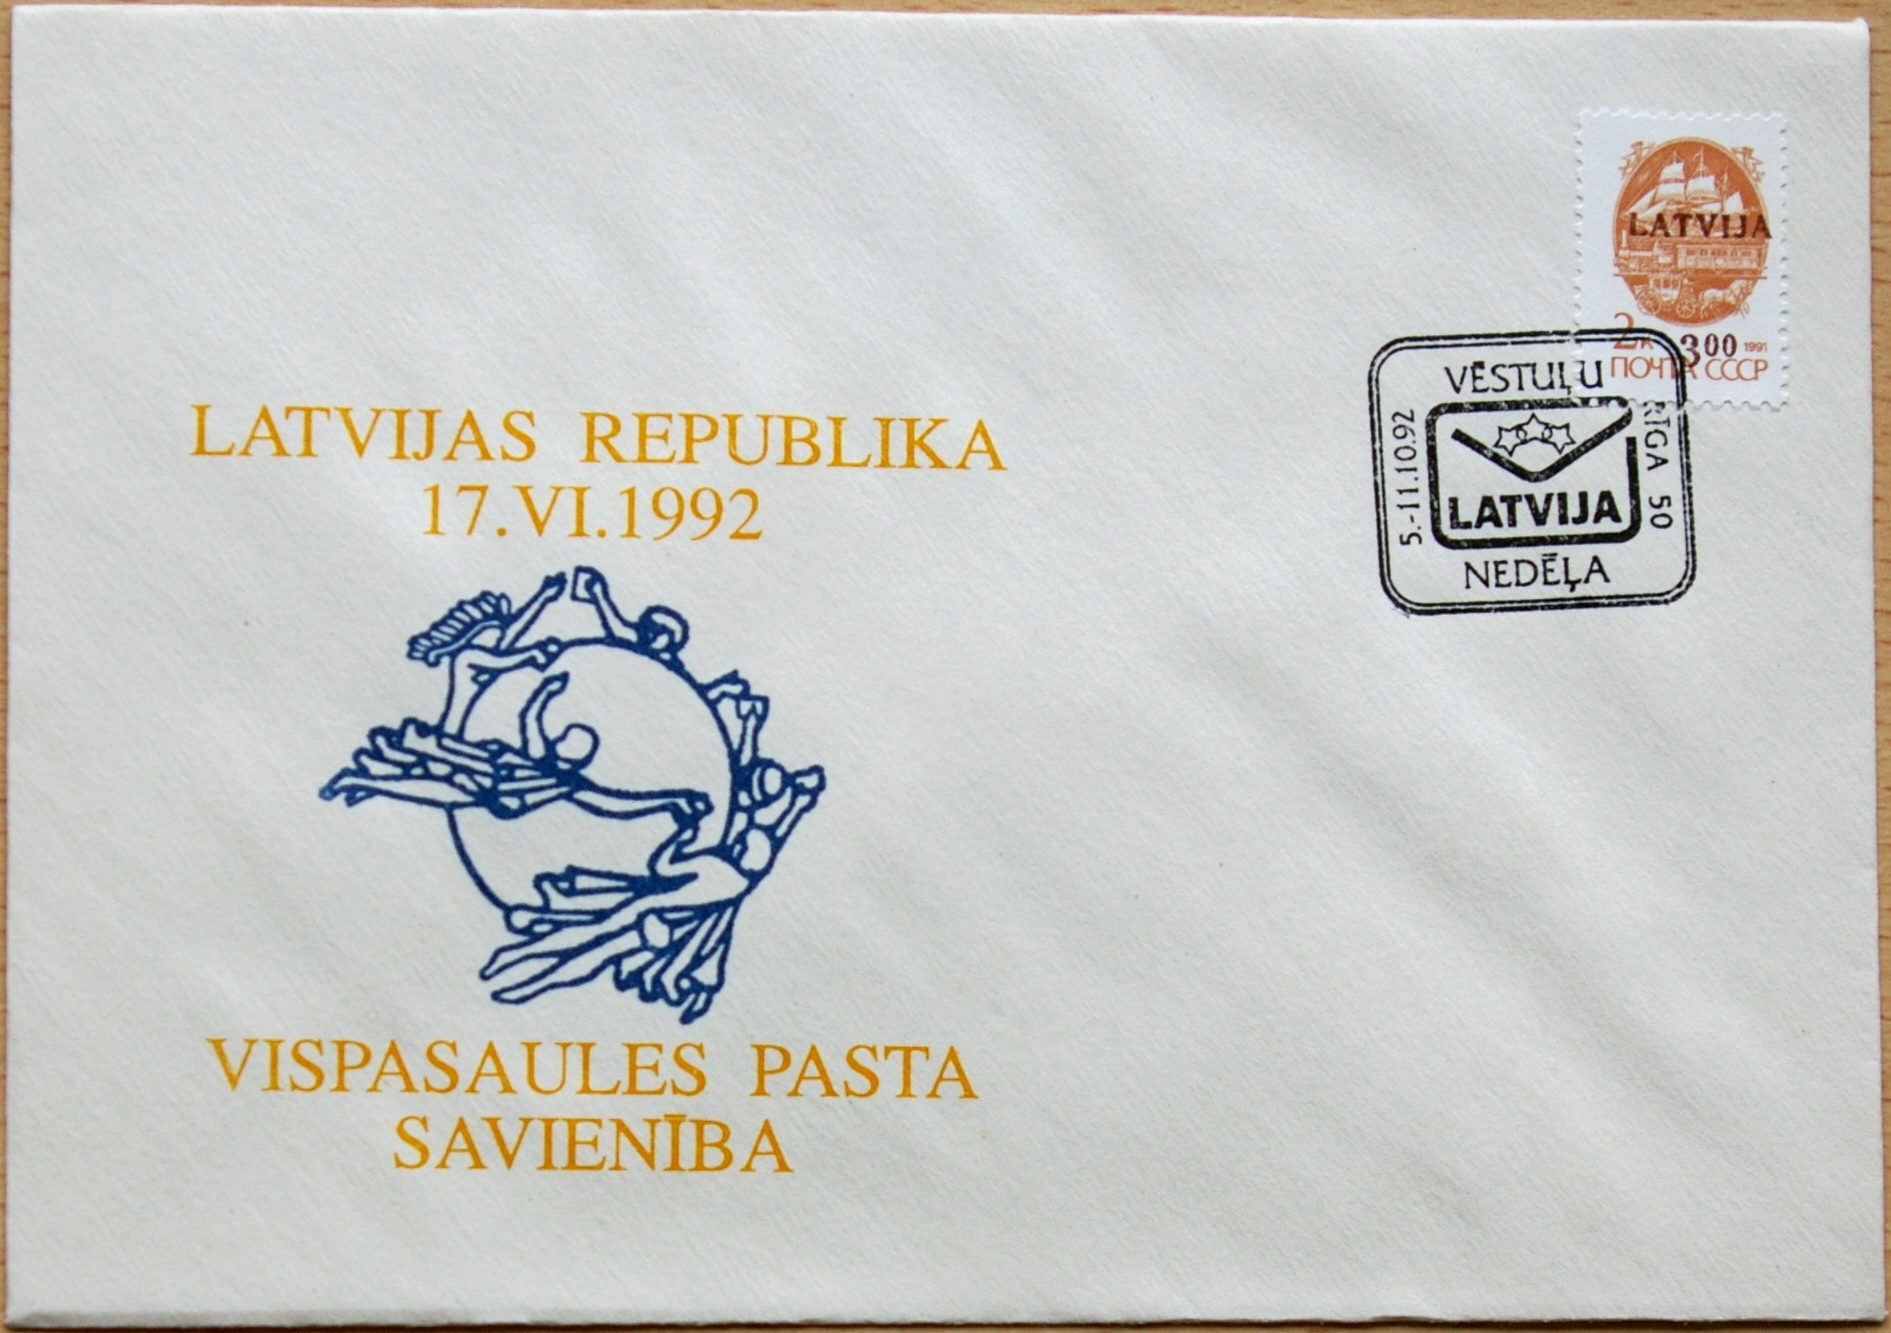 LATVIJA
2к 3 00 1991
ПОЧТА СССР
VĒSTUĻU
5.-11.10.92
RĪGA 50
LATVIJA
NEDĒĻA
LATVIJAS REPUBLIKA
17.VI.1992
VISPASAULES PASTA
SAVIENĪBA